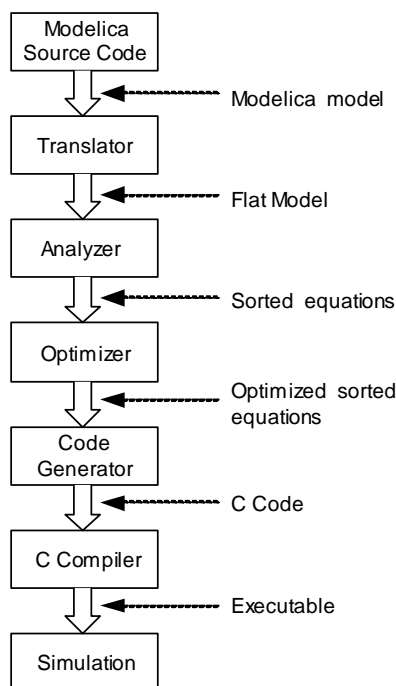 Modelica
Source Code
Modelica model
Translator
Flat Model
Analyzer
Sorted equations
Optimizer
Optimized sorted
equations
Code
Generator
C Code
C Compiler
Executable
Simulation